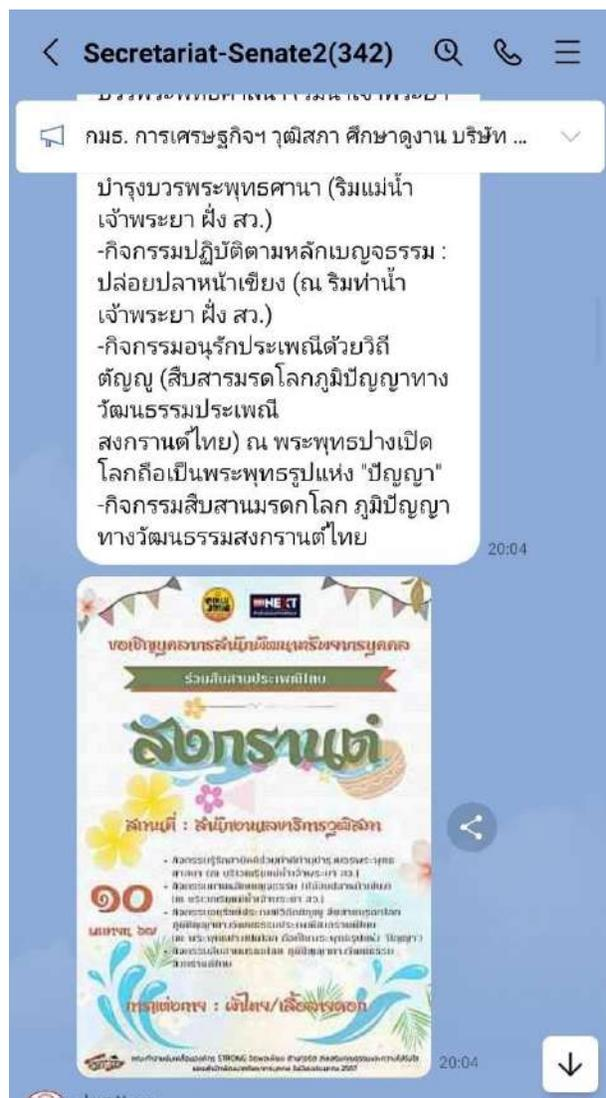 Secretariat-Senate2(342)
กมธ. การเศรษฐกิจฯ วุฒิสภา ศึกษาดูงาน บริษัท ...
บำรุงบวรพระพุทธศานา (ริมแม่น้ำ
เจ้าพระยา ฝั่ง สว.)
-กิจกรรมปฏิบัติตามหลักเบญจธรรม :
ปล่อยปลาหน้าเขียง (ณ ริมท่าน้ำ
เจ้าพระยา ฝั่ง สว.)
-กิจกรรมอนุรักประเพณีด้วยวิถี
ตัญญู (สืบสารมรดโลกภูมิปัญญาทาง
วัฒนธรรมประเพณี
สงกรานต์ไทย) ณ พระพุทธปางเปิด
โลกถือเป็นพระพุทธรูปแห่ง "ปัญญา"
-กิจกรรมสืบสานมรดกโลก ภูมิปัญญา
ทางวัฒนธรรมสงกรานต์ไทย
20:04
NEXT
ขอเชิญบุคลากรสำนักพัฒนาทรัพยากรบุคคล
ร่วมสืบสานประเพณีไทย
สงกรานต์
สถานที่ : สำนักงานเลขาธิการวุฒิสภา
๑๐
เมษายน ๖๗
การแต่งกาย : ผ้าไทย/เสื้อลายดอก
20:04